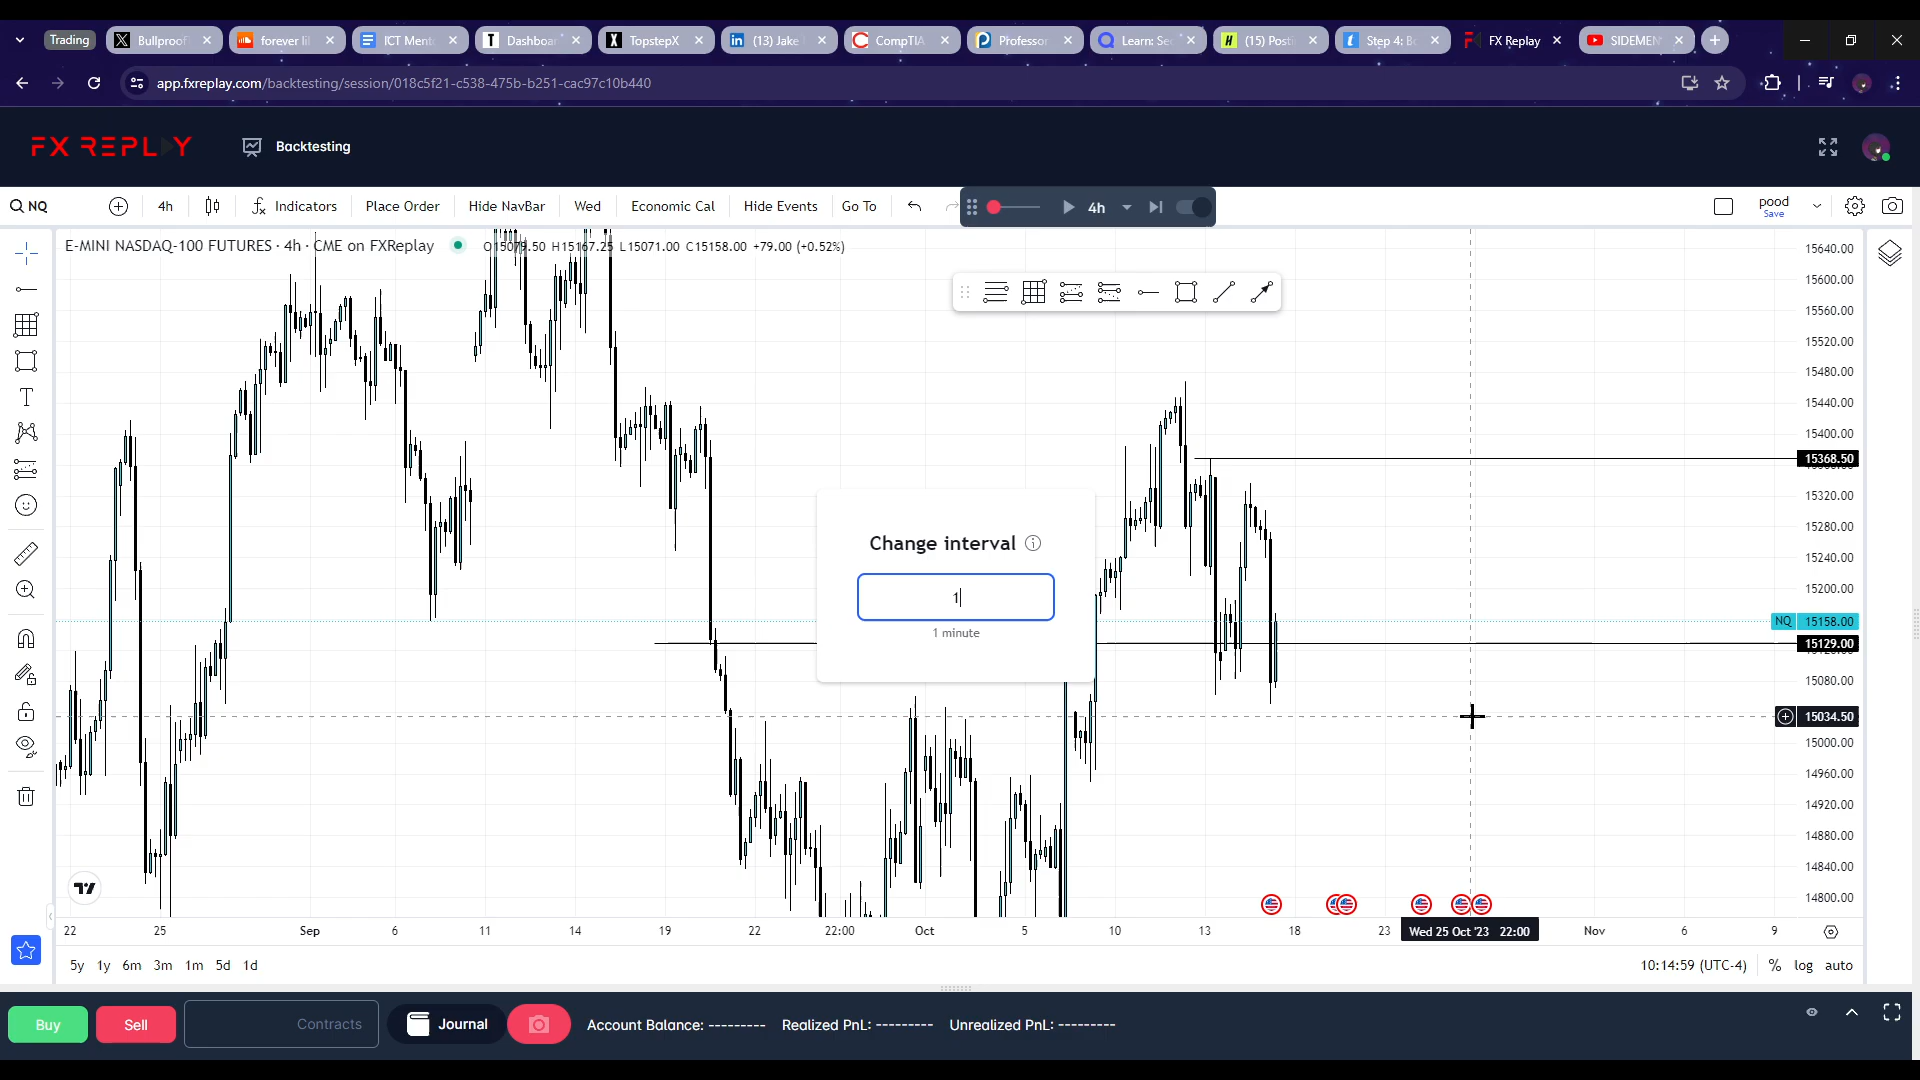 Trading
Bullproof
forever li
ICT Ment
Dashboar
TopstepX
(13) Jake
CompTIA
Professor
Learn: Se
(15) Posti
Step 4: B
FX Replay
SIDEMEN
app.fxreplay.com/backtesting/session/018c5f21-c538-475b-b251-cac97c10b440
FX REPLAY
Backtesting
NQ
4h
Indicators
Place Order
Hide NavBar
Wed
Economic Cal
Hide Events
Go To
4h
pood
Save
E-MINI NASDAQ-100 FUTURES · 4h · CME on FXReplay
O15079.50 H15167.25 L15071.00 C15158.00 +79.00 (+0.52%)
15640.00
15600.00
15560.00
15520.00
15480.00
15440.00
15400.00
15368.50
15320.00
15280.00
15240.00
15200.00
NQ 15158.00
15129.00
15080.00
15034.50
15000.00
14960.00
14920.00
14880.00
14840.00
14800.00
Change interval
1
1 minute
22
25
Sep
6
11
14
19
22
22:00
Oct
5
10
13
18
23
Wed 25 Oct '23 22:00
Nov
6
9
5y
1y
6m
3m
1m
5d
1d
10:14:59 (UTC-4)
%
log
auto
Buy
Sell
Contracts
Journal
Account Balance: ---------
Realized PnL: ---------
Unrealized PnL: ---------